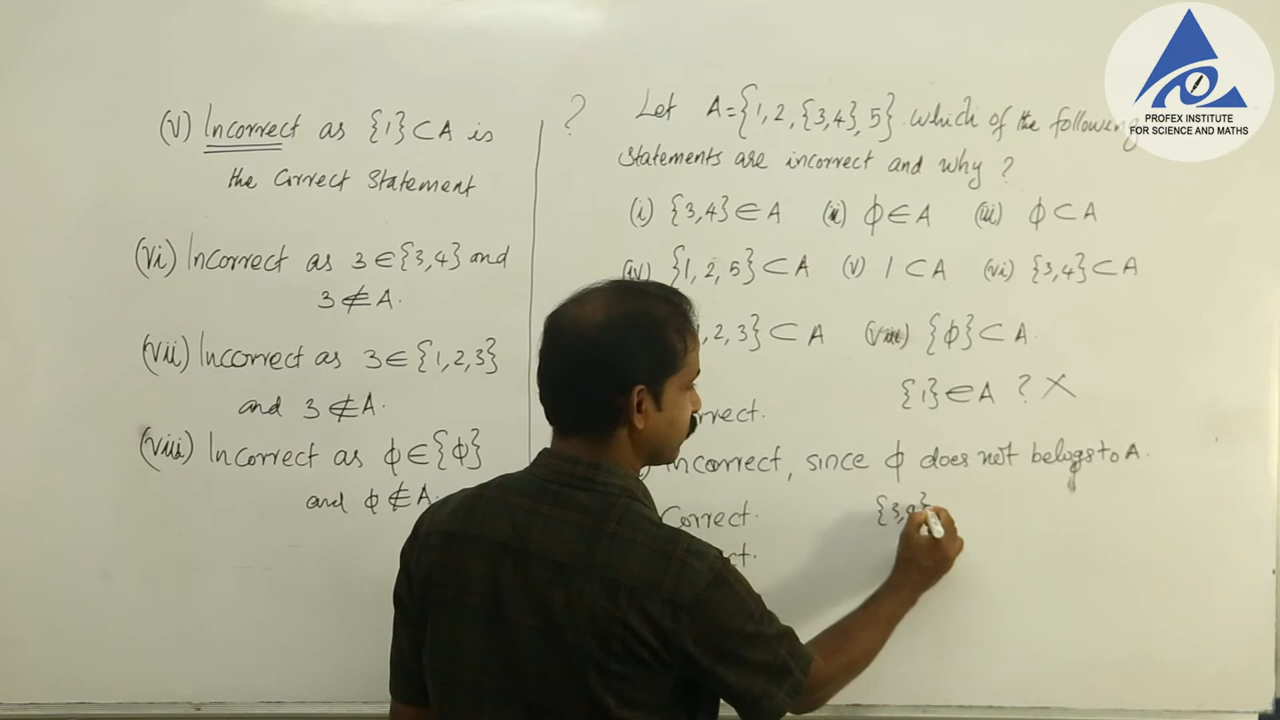 (v) Incorrect as {1} ⊂ A is
the Correct Statement
(vi) Incorrect as 3 ∈ {3,4} and
3 ∉ A.
(vii) Incorrect as 3 ∈ {1,2,3}
and 3 ∉ A.
(viii) Incorrect as ϕ ∈ {ϕ}
and ϕ ∉ A.
? Let A = {1, 2, {3,4}, 5}. which of the following
Statements are incorrect and why ?
(i) {3,4} ∈ A (ii) ϕ ∈ A (iii) ϕ ⊂ A
(iv) {1, 2, 5} ⊂ A (v) 1 ⊂ A (vi) {3,4} ⊂ A
, 2, 3} ⊂ A (viii) {ϕ} ⊂ A.
{1} ∈ A ? X
rrect.
incorrect, since ϕ does not belogs to A.
Correct.
{3,
ct.
PROFEX INSTITUTE
FOR SCIENCE AND MATHS